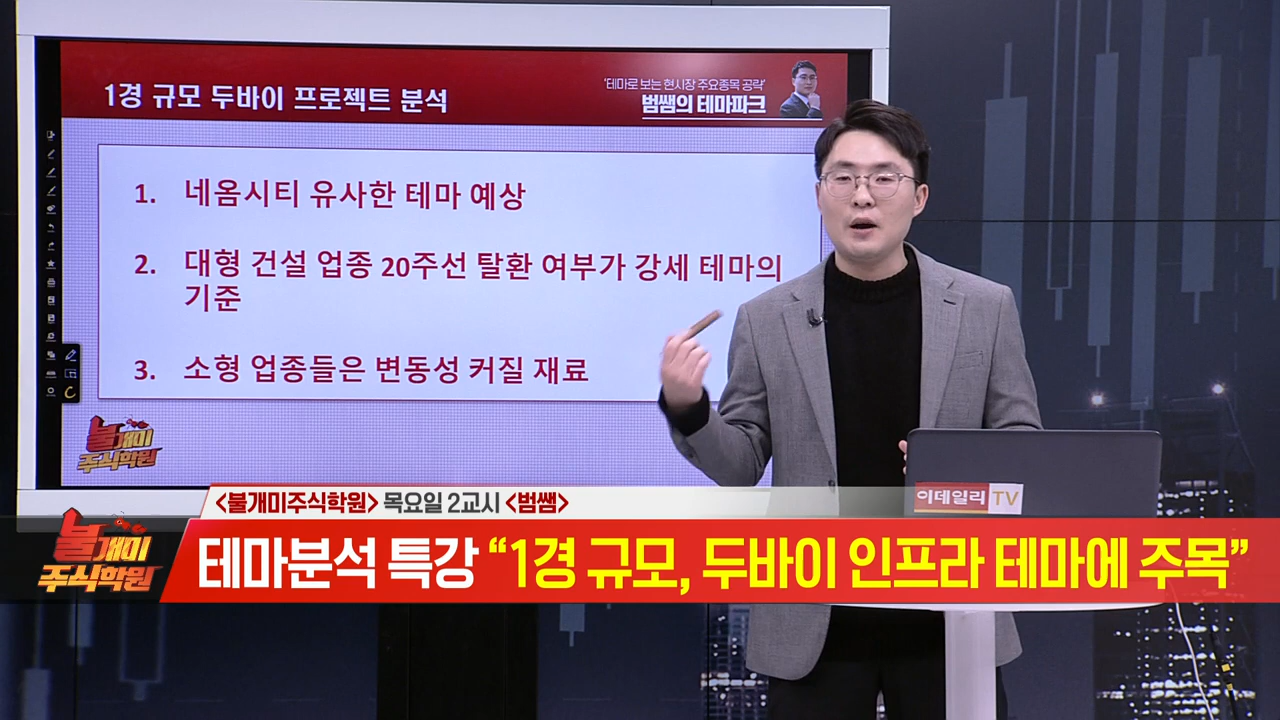 1경 규모 두바이 프로젝트 분석
'테마로 보는 현시장 주요종목 공략'
범쌤의 테마파크
1. 네옴시티 유사한 테마 예상
2. 대형 건설 업종 20주선 탈환 여부가 강세 테마의
기준
3. 소형 업종들은 변동성 커질 재료
불개미
주식학원
이데일리 TV
<불개미주식학원> 목요일 2교시 <범쌤>
불개미
주식학원
테마분석 특강 “1경 규모, 두바이 인프라 테마에 주목”